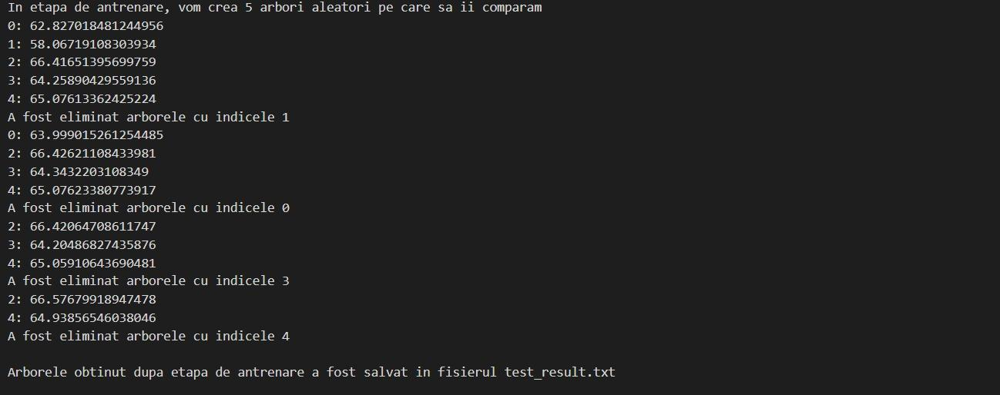 In etapa de antrenare, vom crea 5 arbori aleatori pe care sa ii comparam
0: 62.827018481244956
1: 58.06719108303934
2: 66.41651395699759
3: 64.25890429559136
4: 65.07613362425224
A fost eliminat arborele cu indicele 1
0: 63.999015261254485
2: 66.42621108433981
3: 64.3432203108349
4: 65.07623380773917
A fost eliminat arborele cu indicele 0
2: 66.42064708611747
3: 64.20486827435876
4: 65.05910643690481
A fost eliminat arborele cu indicele 3
2: 66.57679918947478
4: 64.93856546038046
A fost eliminat arborele cu indicele 4
Arborele obtinut dupa etapa de antrenare a fost salvat in fisierul test_result.txt